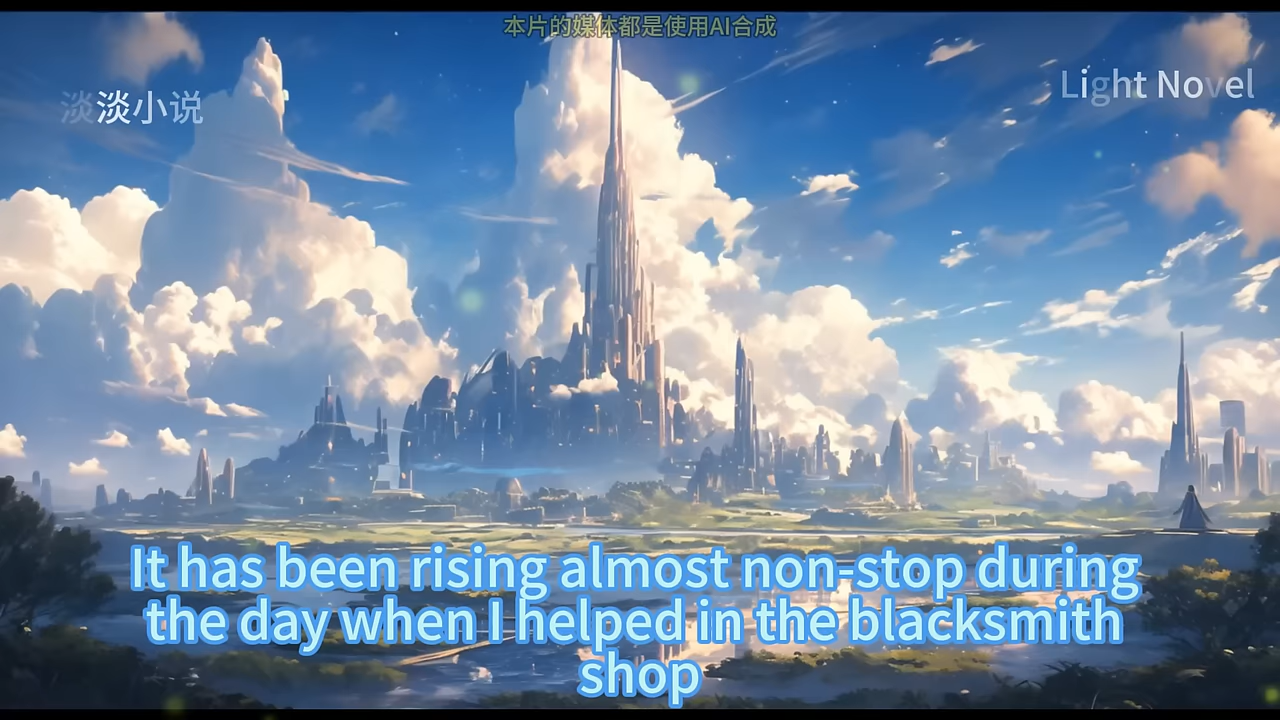 本片的媒体都是使用AI合成
淡淡小说
Light Novel
It has been rising almost non-stop during
the day when I helped in the blacksmith
shop